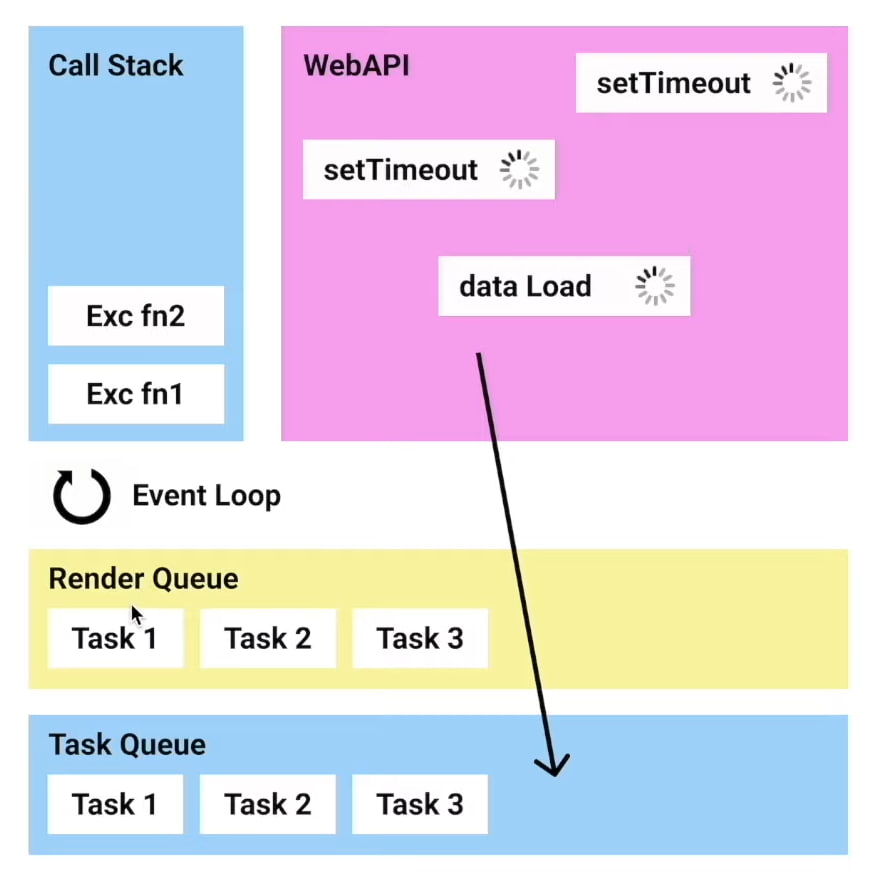 Call Stack
WebAPI
setTimeout
setTimeout
data Load
Exc fn2
Exc fn1
Event Loop
Render Queue
Task 1
Task 2
Task 3
Task Queue
Task 1
Task 2
Task 3